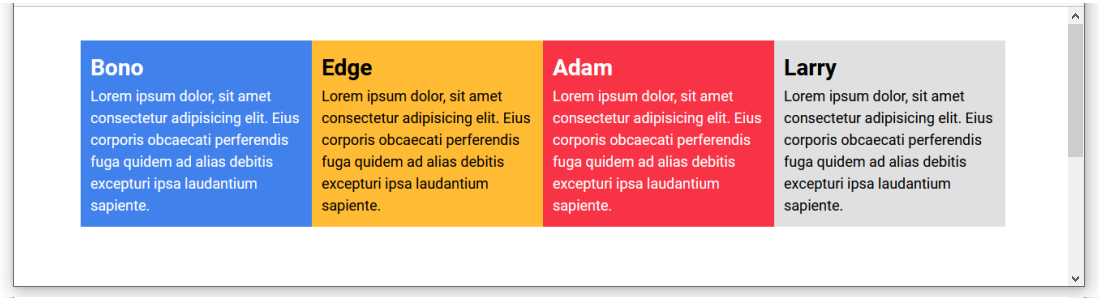 Bono
Lorem ipsum dolor, sit amet
consectetur adipisicing elit. Eius
corporis obcaecati perferendis
fuga quidem ad alias debitis
excepturi ipsa laudantium
sapiente.
Edge
Lorem ipsum dolor, sit amet
consectetur adipisicing elit. Eius
corporis obcaecati perferendis
fuga quidem ad alias debitis
excepturi ipsa laudantium
sapiente.
Adam
Lorem ipsum dolor, sit amet
consectetur adipisicing elit. Eius
corporis obcaecati perferendis
fuga quidem ad alias debitis
excepturi ipsa laudantium
sapiente.
Larry
Lorem ipsum dolor, sit amet
consectetur adipisicing elit. Eius
corporis obcaecati perferendis
fuga quidem ad alias debitis
excepturi ipsa laudantium
sapiente.